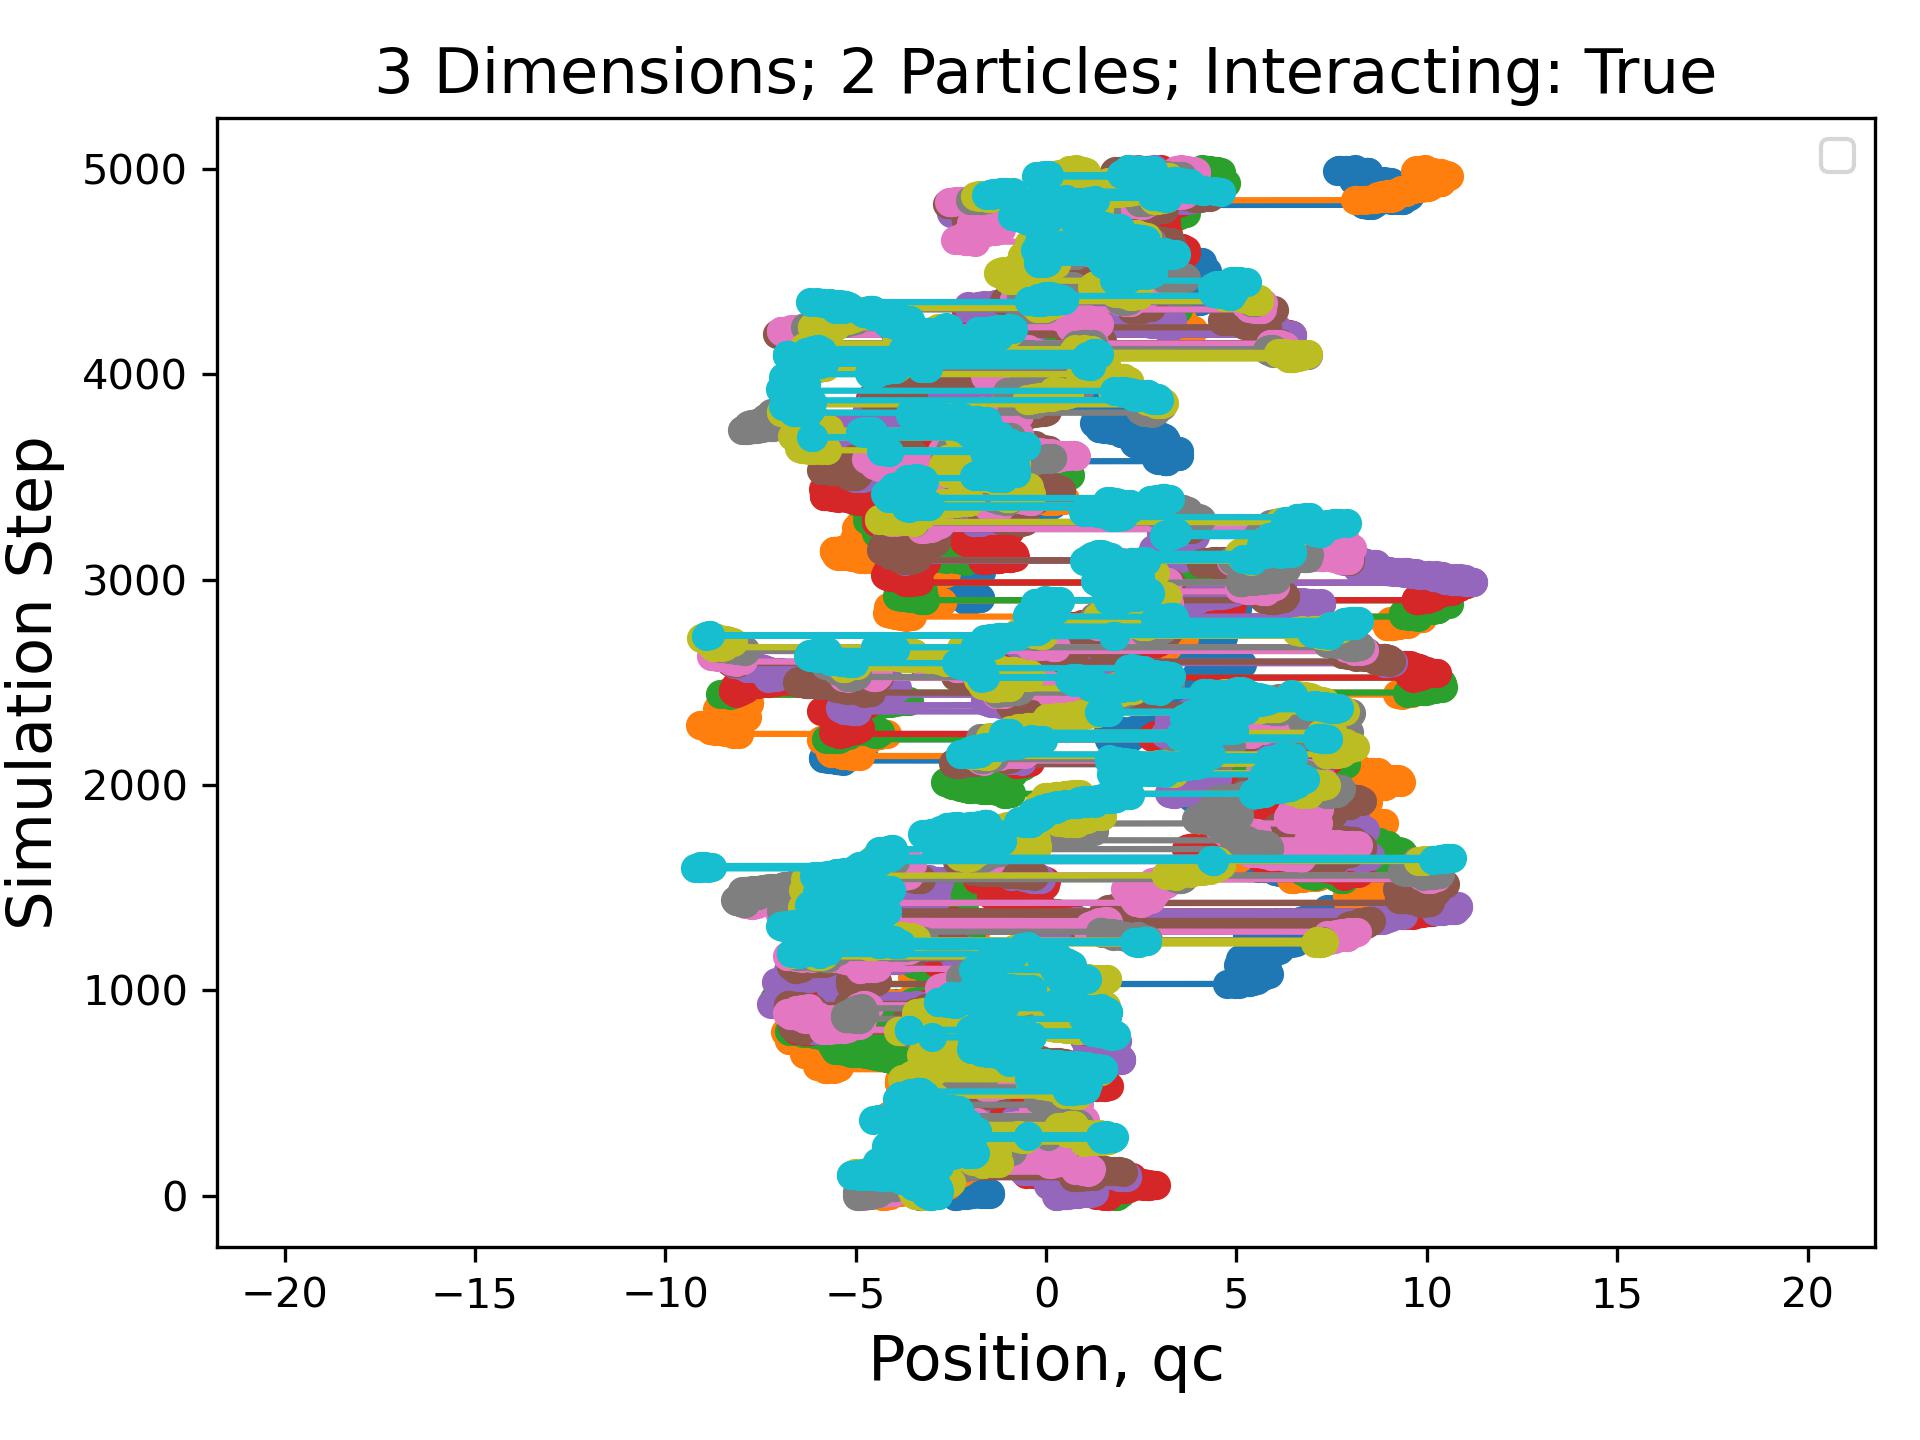 3 Dimensions; 2 Particles; Interacting: True
Simulation Step
5000
4000
3000
2000
1000
0
−20 −15 −10 −5 0 5 10 15 20
Position, qc